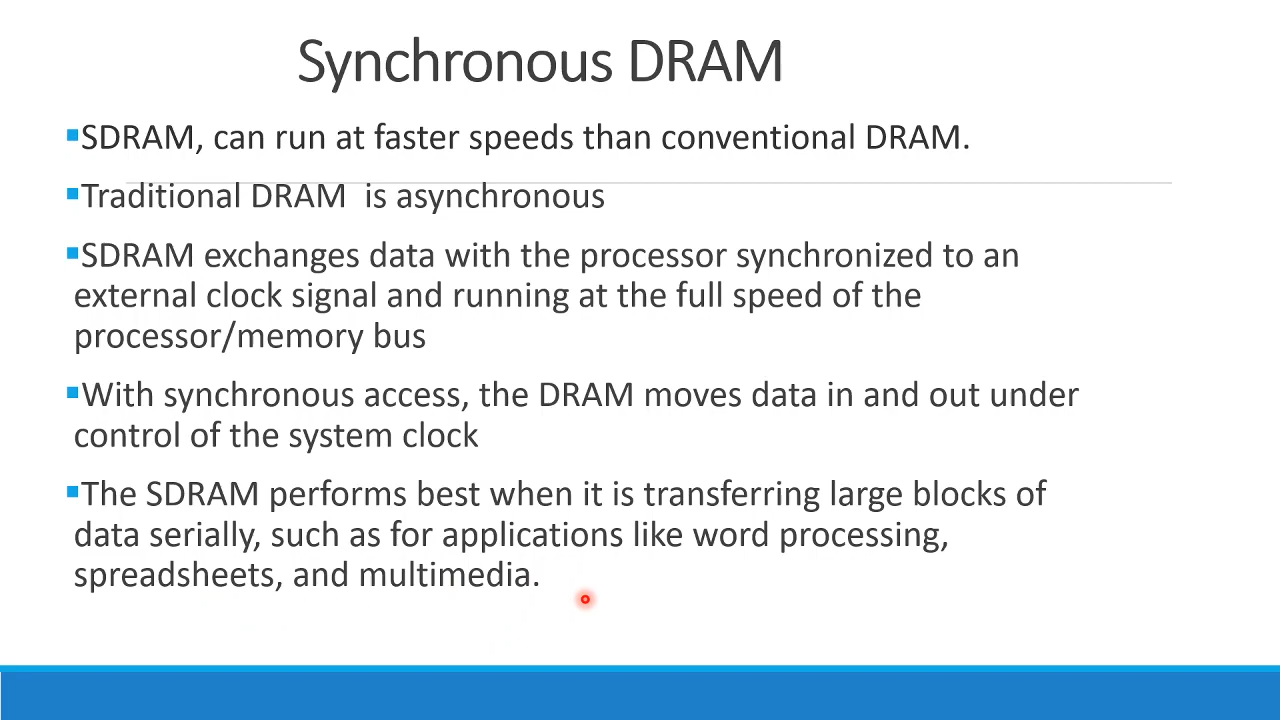 Synchronous DRAM
▪SDRAM, can run at faster speeds than conventional DRAM.
▪Traditional DRAM  is asynchronous
▪SDRAM exchanges data with the processor synchronized to an
external clock signal and running at the full speed of the
processor/memory bus
▪With synchronous access, the DRAM moves data in and out under
control of the system clock
▪The SDRAM performs best when it is transferring large blocks of
data serially, such as for applications like word processing,
spreadsheets, and multimedia.